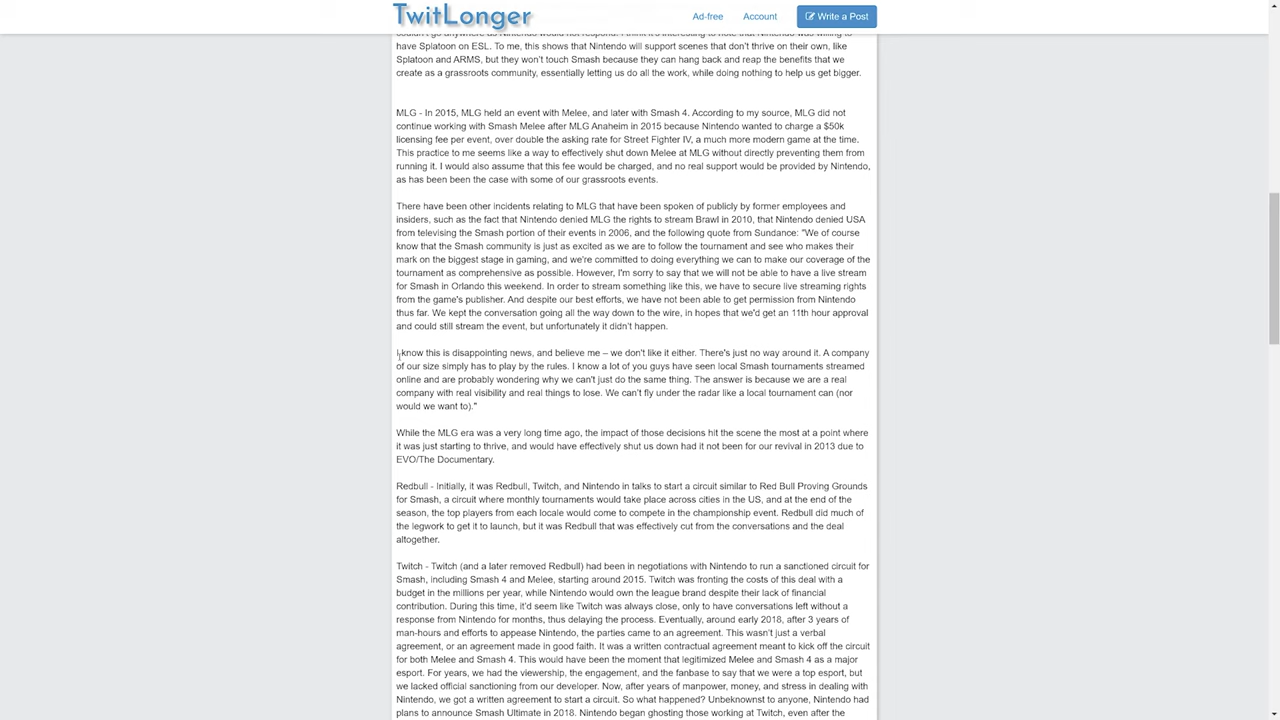 TwitLonger
Ad-free
Account
Write a Post
couldn't go anywhere as Nintendo would not respond. I think it's interesting to note that Nintendo was willing to
have Splatoon on ESL. To me, this shows that Nintendo will support scenes that don't thrive on their own, like
Splatoon and ARMS, but they won't touch Smash because they can hang back and reap the benefits that we
create as a grassroots community, essentially letting us do all the work, while doing nothing to help us get bigger.
MLG - In 2015, MLG held an event with Melee, and later with Smash 4. According to my source, MLG did not
continue working with Smash Melee after MLG Anaheim in 2015 because Nintendo wanted to charge a $50k
licensing fee per event, over double the asking rate for Street Fighter IV, a much more modern game at the time.
This practice to me seems like a way to effectively shut down Melee at MLG without directly preventing them from
running it. I would also assume that this fee would be charged, and no real support would be provided by Nintendo,
as has been been the case with some of our grassroots events.
There have been other incidents relating to MLG that have been spoken of publicly by former employees and
insiders, such as the fact that Nintendo denied MLG the rights to stream Brawl in 2010, that Nintendo denied USA
from televising the Smash portion of their events in 2006, and the following quote from Sundance: "We of course
know that the Smash community is just as excited as we are to follow the tournament and see who makes their
mark on the biggest stage in gaming, and we're committed to doing everything we can to make our coverage of the
tournament as comprehensive as possible. However, I'm sorry to say that we will not be able to have a live stream
for Smash in Orlando this weekend. In order to stream something like this, we have to secure live streaming rights
from the game's publisher. And despite our best efforts, we have not been able to get permission from Nintendo
thus far. We kept the conversation going all the way down to the wire, in hopes that we'd get an 11th hour approval
and could still stream the event, but unfortunately it didn't happen.
I know this is disappointing news, and believe me – we don't like it either. There's just no way around it. A company
of our size simply has to play by the rules. I know a lot of you guys have seen local Smash tournaments streamed
online and are probably wondering why we can't just do the same thing. The answer is because we are a real
company with real visibility and real things to lose. We can't fly under the radar like a local tournament can (nor
would we want to)."
While the MLG era was a very long time ago, the impact of those decisions hit the scene the most at a point where
it was just starting to thrive, and would have effectively shut us down had it not been for our revival in 2013 due to
EVO/The Documentary.
Redbull - Initially, it was Redbull, Twitch, and Nintendo in talks to start a circuit similar to Red Bull Proving Grounds
for Smash, a circuit where monthly tournaments would take place across cities in the US, and at the end of the
season, the top players from each locale would come to compete in the championship event. Redbull did much of
the legwork to get it to launch, but it was Redbull that was effectively cut from the conversations and the deal
altogether.
Twitch - Twitch (and a later removed Redbull) had been in negotiations with Nintendo to run a sanctioned circuit for
Smash, including Smash 4 and Melee, starting around 2015. Twitch was fronting the costs of this deal with a
budget in the millions per year, while Nintendo would own the league brand despite their lack of financial
contribution. During this time, it'd seem like Twitch was always close, only to have conversations left without a
response from Nintendo for months, thus delaying the process. Eventually, around early 2018, after 3 years of
man-hours and efforts to appease Nintendo, the parties came to an agreement. This wasn't just a verbal
agreement, or an agreement made in good faith. It was a written contractual agreement meant to kick off the circuit
for both Melee and Smash 4. This would have been the moment that legitimized Melee and Smash 4 as a major
esport. For years, we had the viewership, the engagement, and the fanbase to say that we were a top esport, but
we lacked official sanctioning from our developer. Now, after years of manpower, money, and stress in dealing with
Nintendo, we got a written agreement to start a circuit. So what happened? Unbeknownst to anyone, Nintendo had
plans to announce Smash Ultimate in 2018. Nintendo began ghosting those working at Twitch, even after the